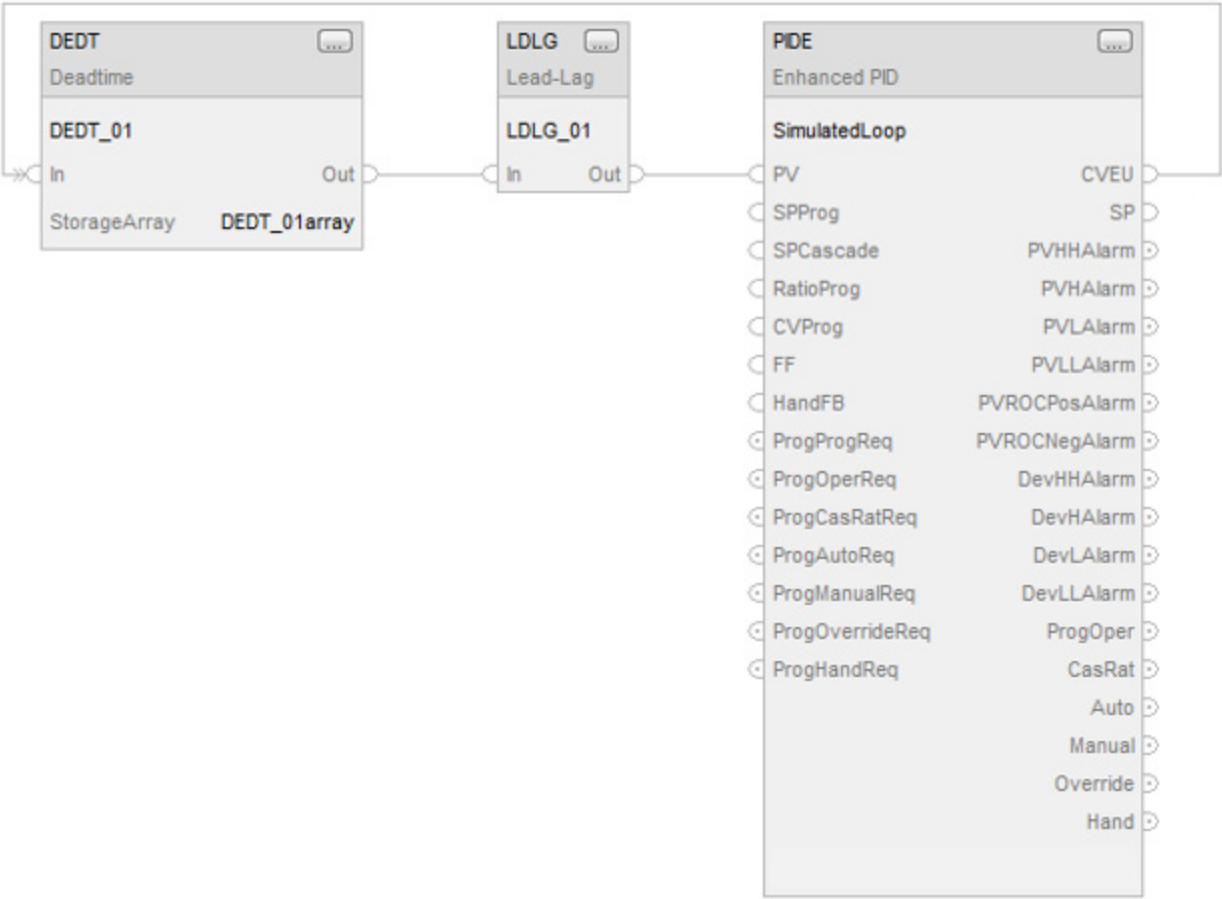 DEDT ...
Deadtime
DEDT_01
In Out
StorageArray DEDT_01array
LDLG ...
Lead-Lag
LDLG_01
In Out
PIDE ...
Enhanced PID
SimulatedLoop
PV CVEU
SPProg SP
SPCascade PVHHAlarm
RatioProg PVHAlarm
CVProg PVLAlarm
FF PVLLAlarm
HandFB PVROCPosAlarm
ProgProgReq PVROCNegAlarm
ProgOperReq DevHHAlarm
ProgCasRatReq DevHAlarm
ProgAutoReq DevLAlarm
ProgManualReq DevLLAlarm
ProgOverrideReq ProgOper
ProgHandReq CasRat
Auto
Manual
Override
Hand